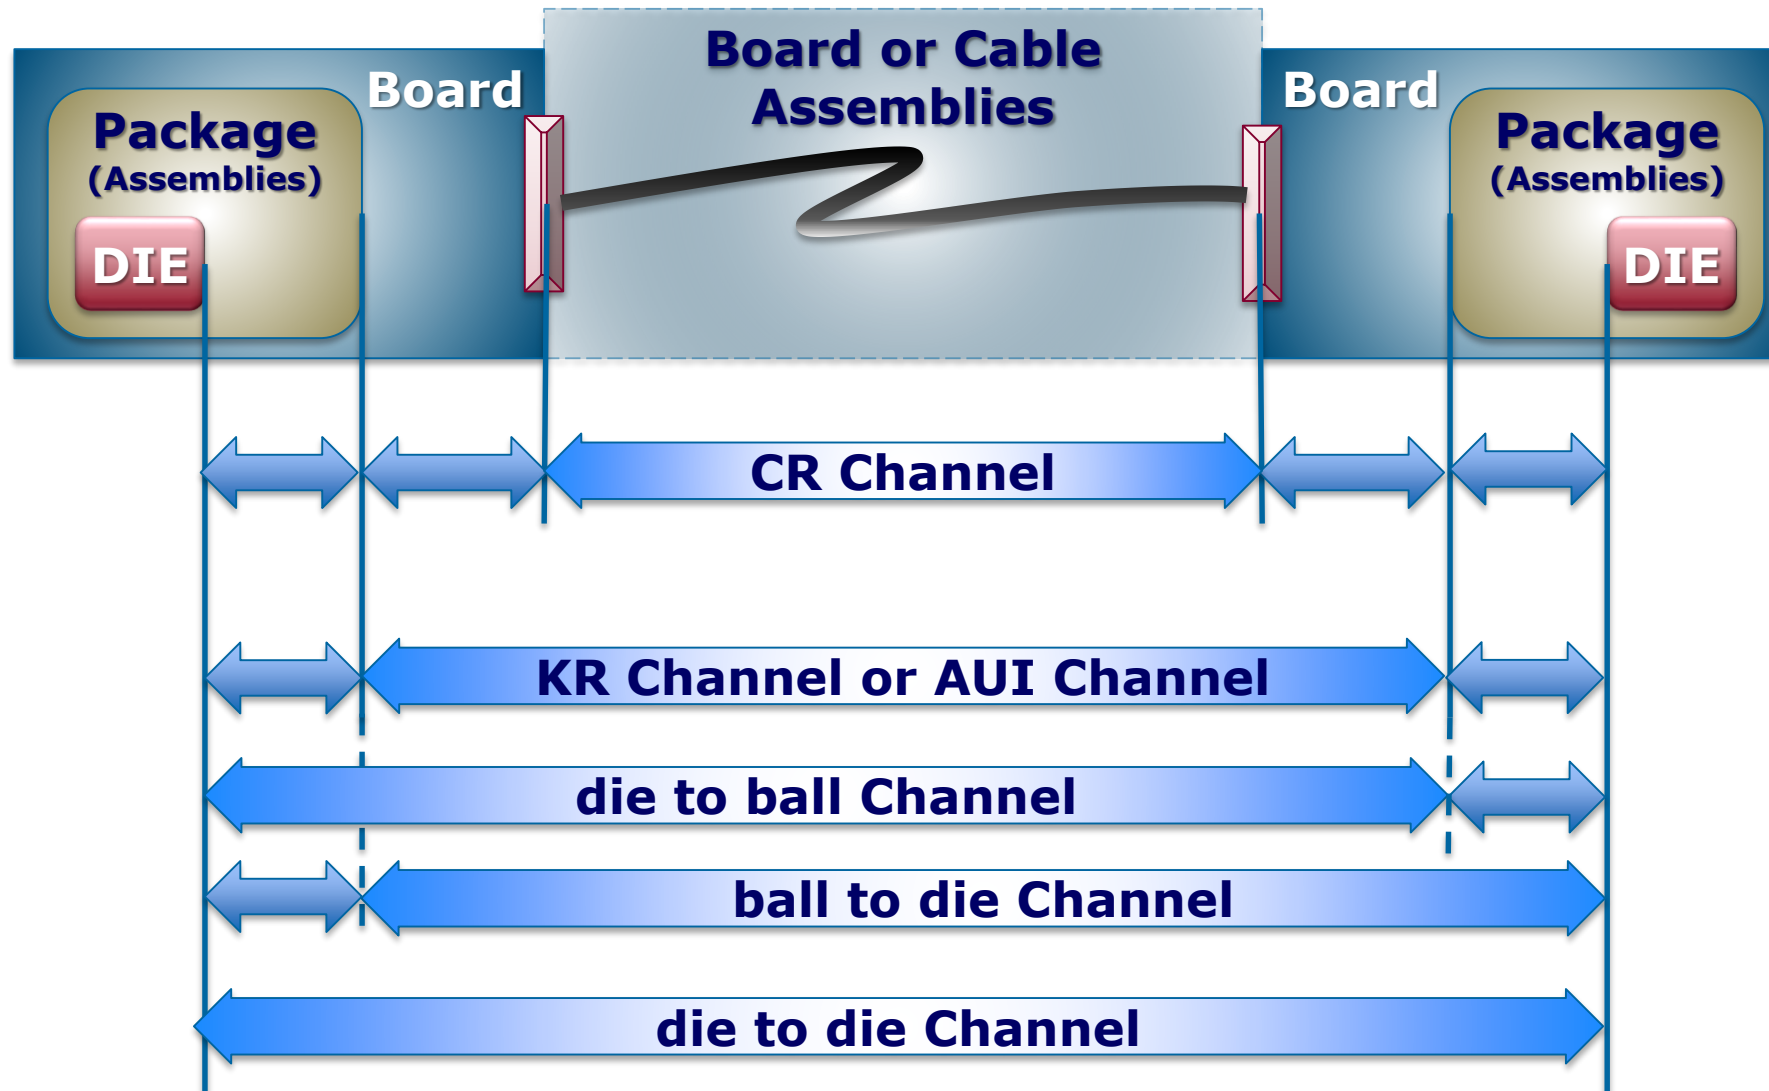 Board or Cable
Assemblies
Board
Board
Package
(Assemblies)
Package
(Assemblies)
DIE
DIE
CR Channel
KR Channel or AUI Channel
die to ball Channel
ball to die Channel
die to die Channel